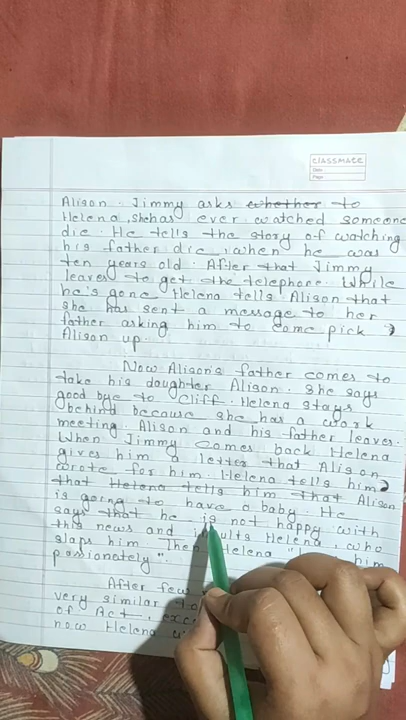 CLASSMATE
Date :
Page :
Alison. Jimmy asks whether to
Helena, shehas ever watched someone
die. He tells the story of watching
his father die, when he was
ten years old. After that Jimmy
leaves to get the telephone. While
he's gone Helena tells Alison that
she has sent a message to her
father asking him to come pick
Alison up.
Now Alison's father comes to
take his daughter Alison. She says
good bye to Cliff. Helena stays
behind because she has a work
meeting. Alison and his father leaves.
When Jimmy comes back Helena
gives him a letter that Alison
wrote for him. Helena tells him
that Helena tells him that Alison
is going to have a baby. He
says that he is not happy with
this news and Helena, who
slaps him. Then Helena " him
passionately".
After few
very similar to
of Act,
now Helena